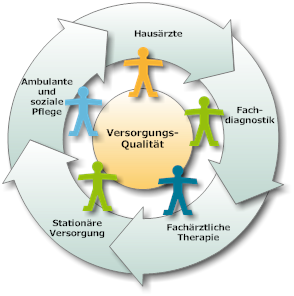 Hausärzte
Fach-
diagnostik
Fachärztliche
Therapie
Stationäre
Versorgung
Ambulante
und
soziale
Pflege
Versorgungs-
Qualität